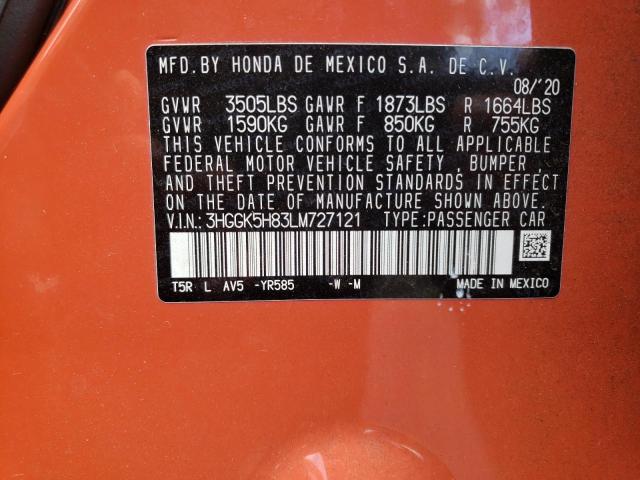 MFD.BY HONDA DE MEXICO S.A. DE C.V.
08/'20
GVWR 3505LBS GAWR F 1873LBS R 1664LBS
GVWR 1590KG GAWR F 850KG R 755KG
THIS VEHICLE CONFORMS TO ALL APPLICABLE
FEDERAL MOTOR VEHICLE SAFETY, BUMPER,
AND THEFT PREVENTION STANDARDS IN EFFECT
ON THE DATE OF MANUFACTURE SHOWN ABOVE.
V.I.N.: 3HGGK5H83LM727121 TYPE:PASSENGER CAR
T5R L AV5 -YR585 -W -M MADE IN MEXICO